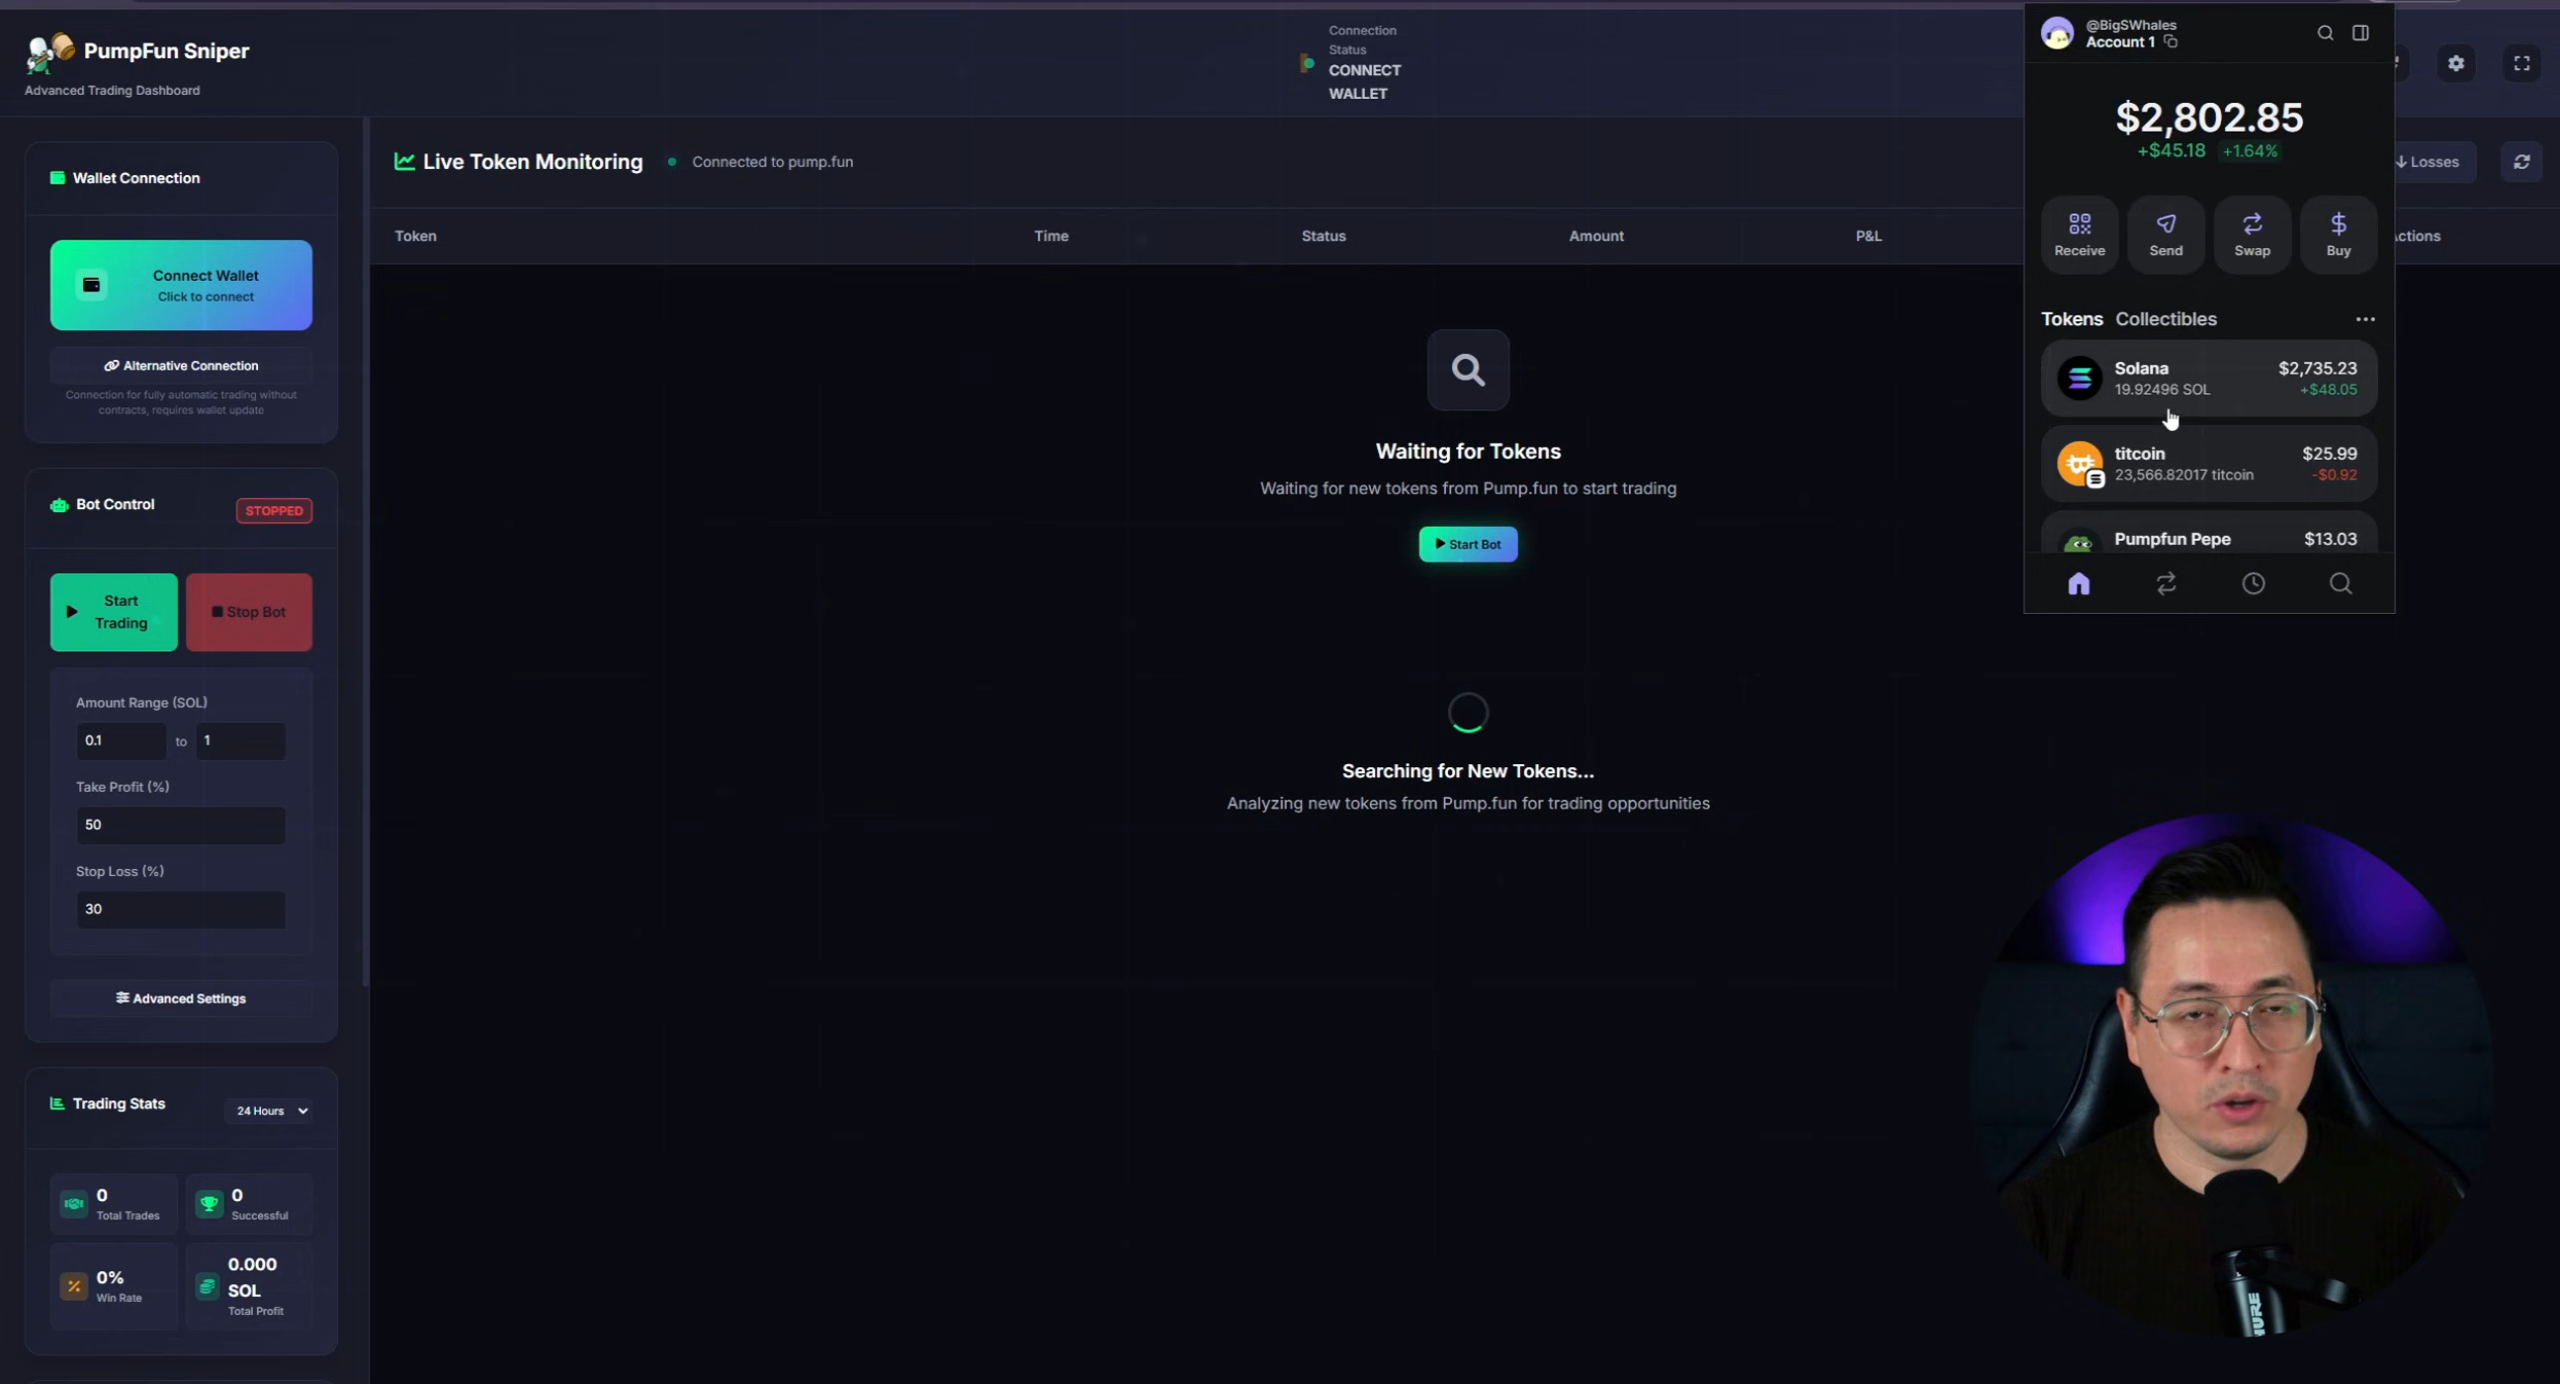 PumpFun Sniper
Advanced Trading Dashboard
Connection
Status
CONNECT
WALLET
Wallet Connection
Connect Wallet
Click to connect
Alternative Connection
Connection for fully automatic trading without
contracts, requires wallet update
Bot Control
STOPPED
Start
Trading
Stop Bot
Amount Range (SOL)
0.1 to 1
Take Profit (%)
50
Stop Loss (%)
30
Advanced Settings
Trading Stats
24 Hours
0
Total Trades
0
Successful
0%
Win Rate
0.000
SOL
Total Profit
Live Token Monitoring
Connected to pump.fun
Losses
Token Time Status Amount P&L ctions
Waiting for Tokens
Waiting for new tokens from Pump.fun to start trading
Start Bot
Searching for New Tokens...
Analyzing new tokens from Pump.fun for trading opportunities
@BigSWhales
Account 1
$2,802.85
+$45.18 +1.64%
Receive Send Swap Buy
Tokens Collectibles
Solana $2,735.23
19.92496 SOL +$48.05
titcoin $25.99
23,566.82017 titcoin -$0.92
Pumpfun Pepe $13.03